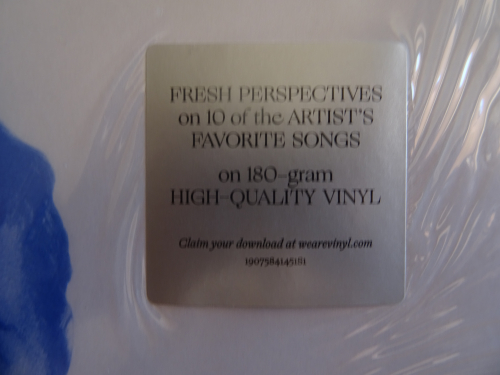 FRESH PERSPECTIVES
on 10 of the ARTIST'S
FAVORITE SONGS
on 180-gram
HIGH-QUALITY VINYL
Claim your download at wearevinyl.com
1907584145181